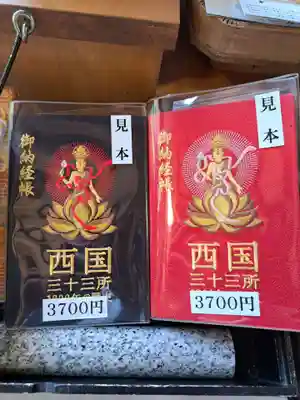 見本
御納経帳
西国
三十三所
3700円
見本
御納経帳
西国
三十三所
3700円